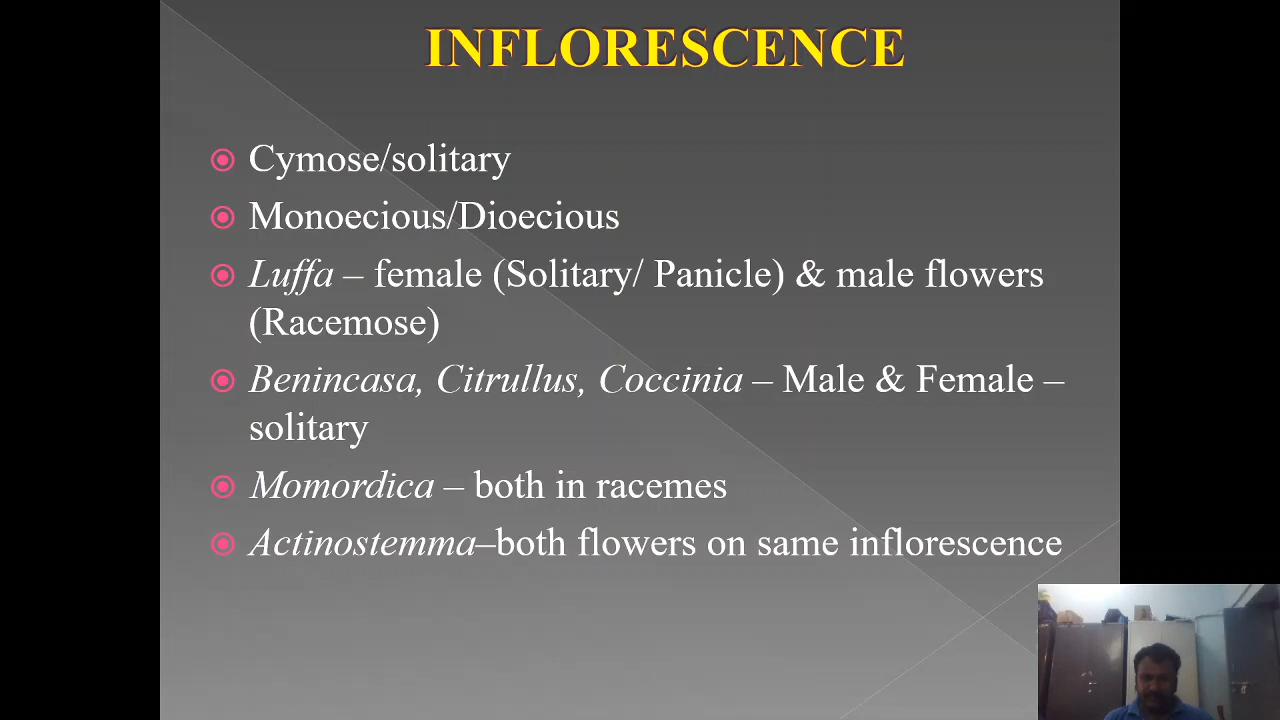 INFLORESCENCE
Cymose/solitary
Monoecious/Dioecious
Luffa – female (Solitary/ Panicle) & male flowers
(Racemose)
Benincasa, Citrullus, Coccinia – Male & Female –
solitary
Momordica – both in racemes
Actinostemma–both flowers on same inflorescence